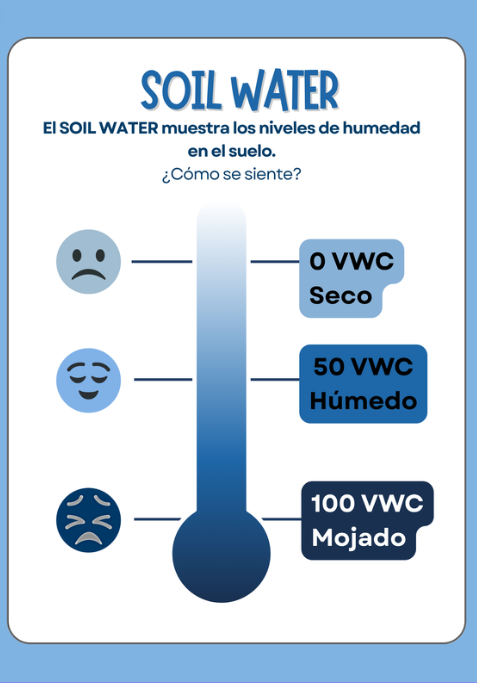 SOIL WATER
El SOIL WATER muestra los niveles de humedad
en el suelo.
¿Cómo se siente?
0 VWC
Seco
50 VWC
Húmedo
100 VWC
Mojado